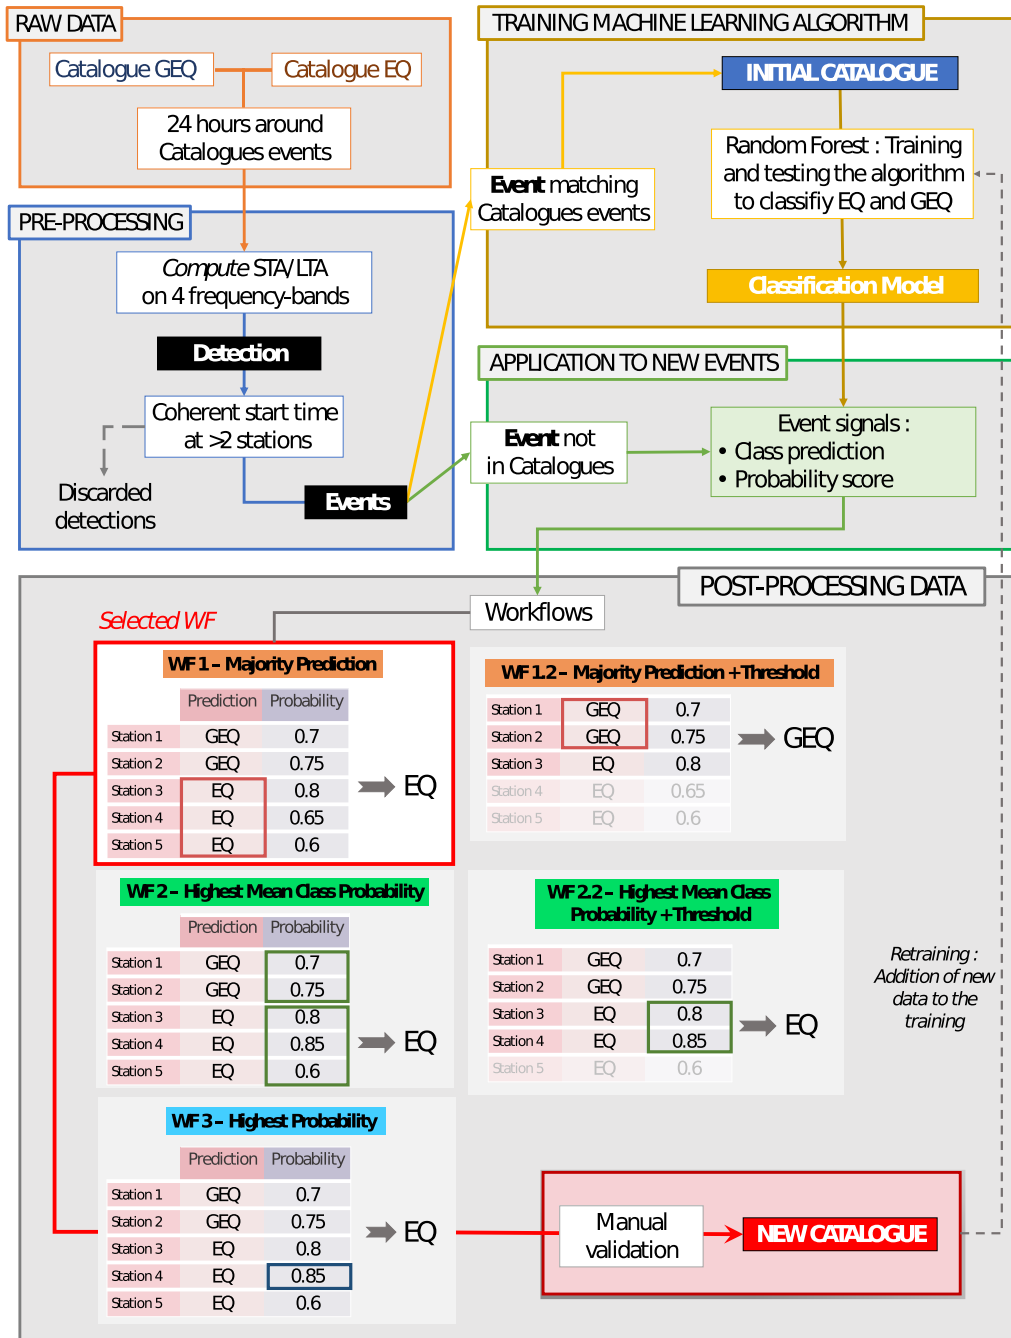 RAW DATA
Catalogue GEQ
Catalogue EQ
24 hours around
Catalogues events
PRE-PROCESSING
Compute STA/LTA
on 4 frequency-bands
Detection
Coherent start time
at >2 stations
Discarded
detections
Events
TRAINING MACHINE LEARNING ALGORITHM
INITIAL CATALOGUE
Random Forest : Training
and testing the algorithm
to classifiy EQ and GEQ
Event matching
Catalogues events
Classification Model
APPLICATION TO NEW EVENTS
Event not
in Catalogues
Event signals :
• Class prediction
• Probability score
POST-PROCESSING DATA
Workflows
Selected WF
WF 1 – Majority Prediction
Prediction Probability
Station 1 GEQ 0.7
Station 2 GEQ 0.75
Station 3 EQ 0.8
Station 4 EQ 0.65
Station 5 EQ 0.6
EQ
WF 1.2 – Majority Prediction + Threshold
Station 1 GEQ 0.7
Station 2 GEQ 0.75
Station 3 EQ 0.8
Station 4 EQ 0.65
Station 5 EQ 0.6
GEQ
WF 2 – Highest Mean Class Probability
Prediction Probability
Station 1 GEQ 0.7
Station 2 GEQ 0.75
Station 3 EQ 0.8
Station 4 EQ 0.85
Station 5 EQ 0.6
EQ
WF 2.2 – Highest Mean Class
Probability + Threshold
Station 1 GEQ 0.7
Station 2 GEQ 0.75
Station 3 EQ 0.8
Station 4 EQ 0.85
Station 5 EQ 0.6
EQ
Retraining :
Addition of new
data to the
training
WF 3 – Highest Probability
Prediction Probability
Station 1 GEQ 0.7
Station 2 GEQ 0.75
Station 3 EQ 0.8
Station 4 EQ 0.85
Station 5 EQ 0.6
EQ
Manual
validation
NEW CATALOGUE